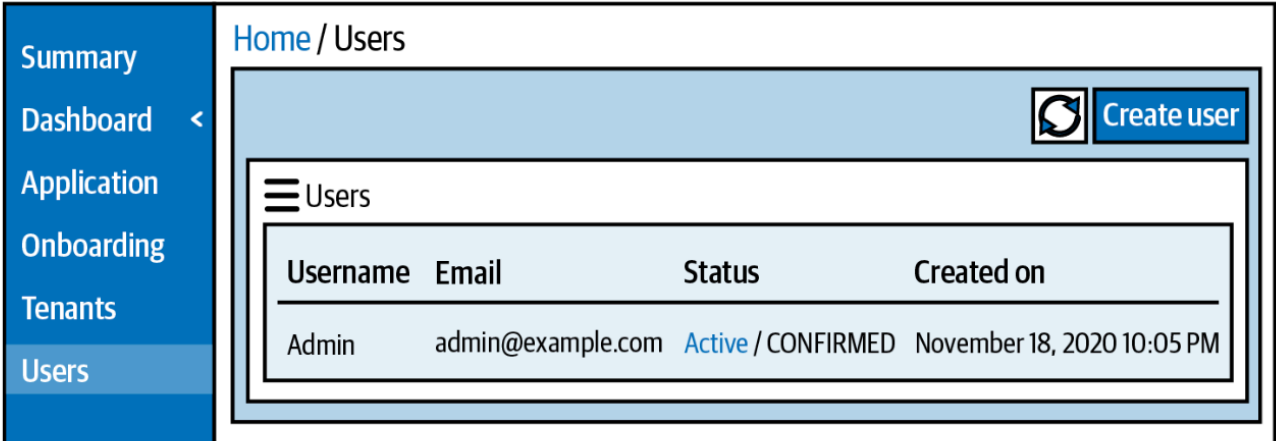 Summary
Dashboard <
Application
Onboarding
Tenants
Users
Home / Users
Create user
Users
Username Email Status Created on
Admin admin@example.com Active / CONFIRMED November 18, 2020 10:05 PM